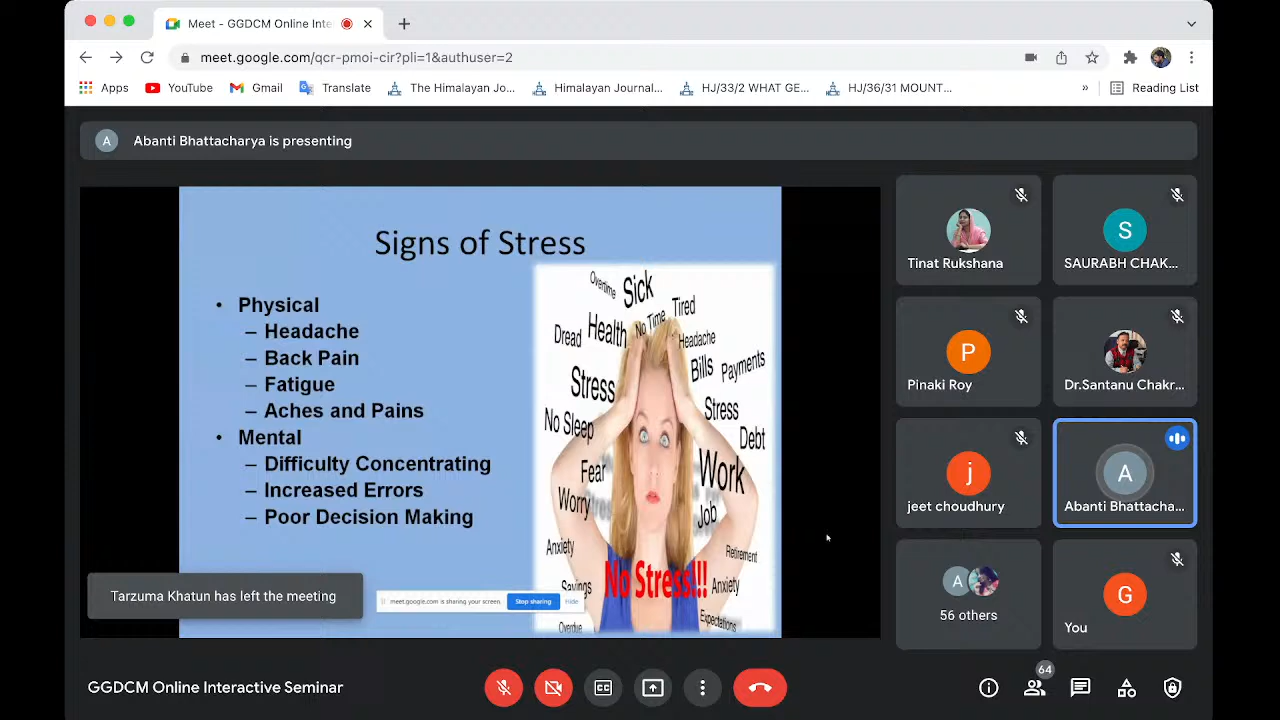 Meet - GGDCM Online Inte
meet.google.com/qcr-pmoi-cir?pli=1&authuser=2
Apps YouTube Gmail Translate The Himalayan Jo... Himalayan Journal... HJ/33/2 WHAT GE... HJ/36/31 MOUNT... » Reading List
A Abanti Bhattacharya is presenting
Signs of Stress
• Physical
– Headache
– Back Pain
– Fatigue
– Aches and Pains
• Mental
– Difficulty Concentrating
– Increased Errors
– Poor Decision Making
Overtime
Sick
Tired
Dread
Health
No Time
Headache
Bills
Payments
Stress
Stress
No Sleep
Debt
Fear
Work
Worry
Job
Anxiety
Retirement
Savings
No Stress!!!
Anxiety
Overdue
Expectations
Tarzuma Khatun has left the meeting
meet.google.com is sharing your screen. Stop sharing Hide
Tinat Rukshana
S
SAURABH CHAK...
P
Pinaki Roy
Dr.Santanu Chakr...
j
jeet choudhury
A
Abanti Bhattacha...
A
56 others
G
You
GGDCM Online Interactive Seminar
CC
64